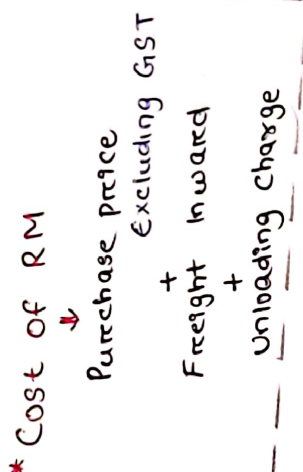 * Cost of RM
↓
Purchase price
Excluding GST
+
Freight Inward
+
Unloading charge